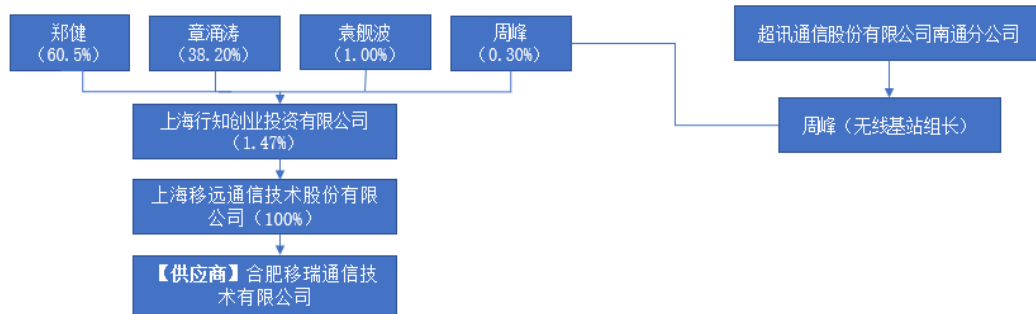 郑健
（60.5%）
章涌涛
（38.20%）
袁舰波
（1.00%）
周峰
（0.30%）
超讯通信股份有限公司南通分公司
上海行知创业投资有限公司
（1.47%）
周峰（无线基站组长）
上海移远通信技术股份有限
公司（100%）
【供应商】合肥移瑞通信技
术有限公司